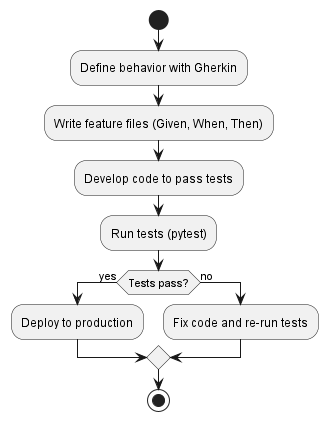 Define behavior with Gherkin
Write feature files (Given, When, Then)
Develop code to pass tests
Run tests (pytest)
yes
Tests pass?
no
Deploy to production
Fix code and re-run tests